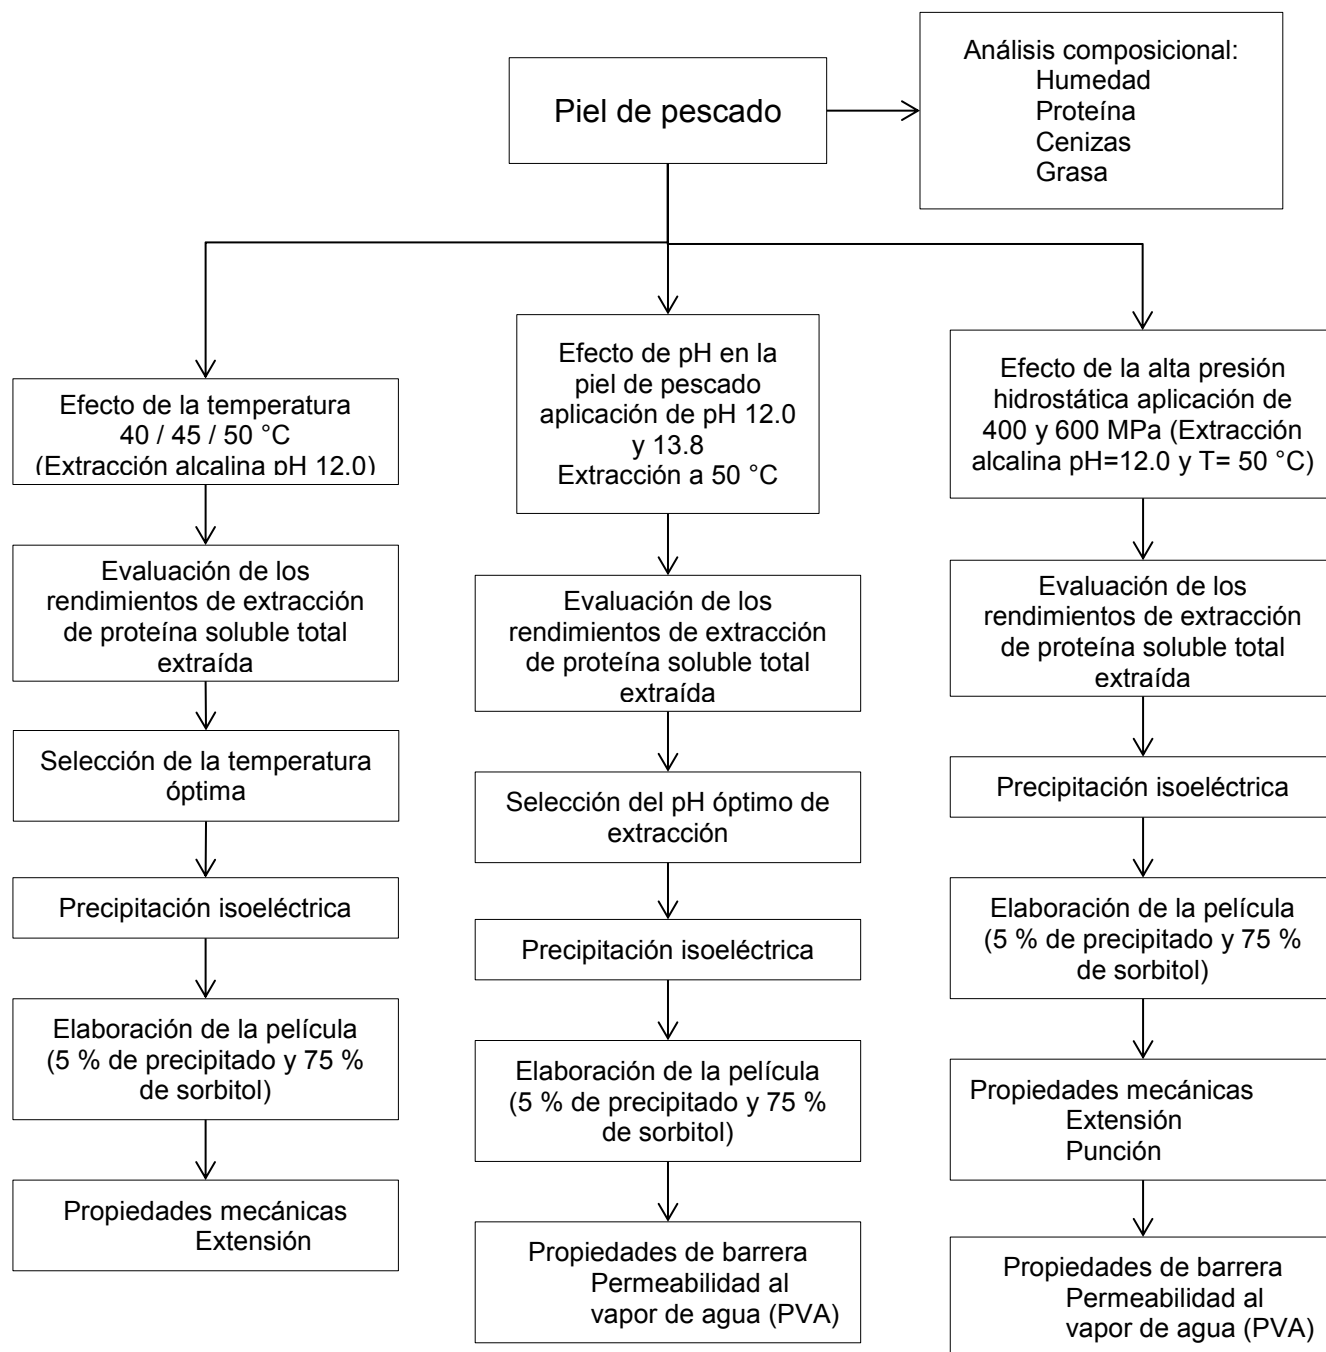 Piel de pescado
Análisis composicional:
Humedad
Proteína
Cenizas
Grasa
Efecto de la temperatura
40 / 45 / 50 °C
(Extracción alcalina pH 12.0)
Evaluación de los
rendimientos de extracción
de proteína soluble total
extraída
Selección de la temperatura
óptima
Precipitación isoeléctrica
Elaboración de la película
(5 % de precipitado y 75 %
de sorbitol)
Propiedades mecánicas
Extensión
Efecto de pH en la
piel de pescado
aplicación de pH 12.0
y 13.8
Extracción a 50 °C
Evaluación de los
rendimientos de extracción
de proteína soluble total
extraída
Selección del pH óptimo de
extracción
Precipitación isoeléctrica
Elaboración de la película
(5 % de precipitado y 75 %
de sorbitol)
Propiedades de barrera
Permeabilidad al
vapor de agua (PVA)
Efecto de la alta presión
hidrostática aplicación de
400 y 600 MPa (Extracción
alcalina pH=12.0 y T= 50 °C)
Evaluación de los
rendimientos de extracción
de proteína soluble total
extraída
Precipitación isoeléctrica
Elaboración de la película
(5 % de precipitado y 75 %
de sorbitol)
Propiedades mecánicas
Extensión
Punción
Propiedades de barrera
Permeabilidad al
vapor de agua (PVA)